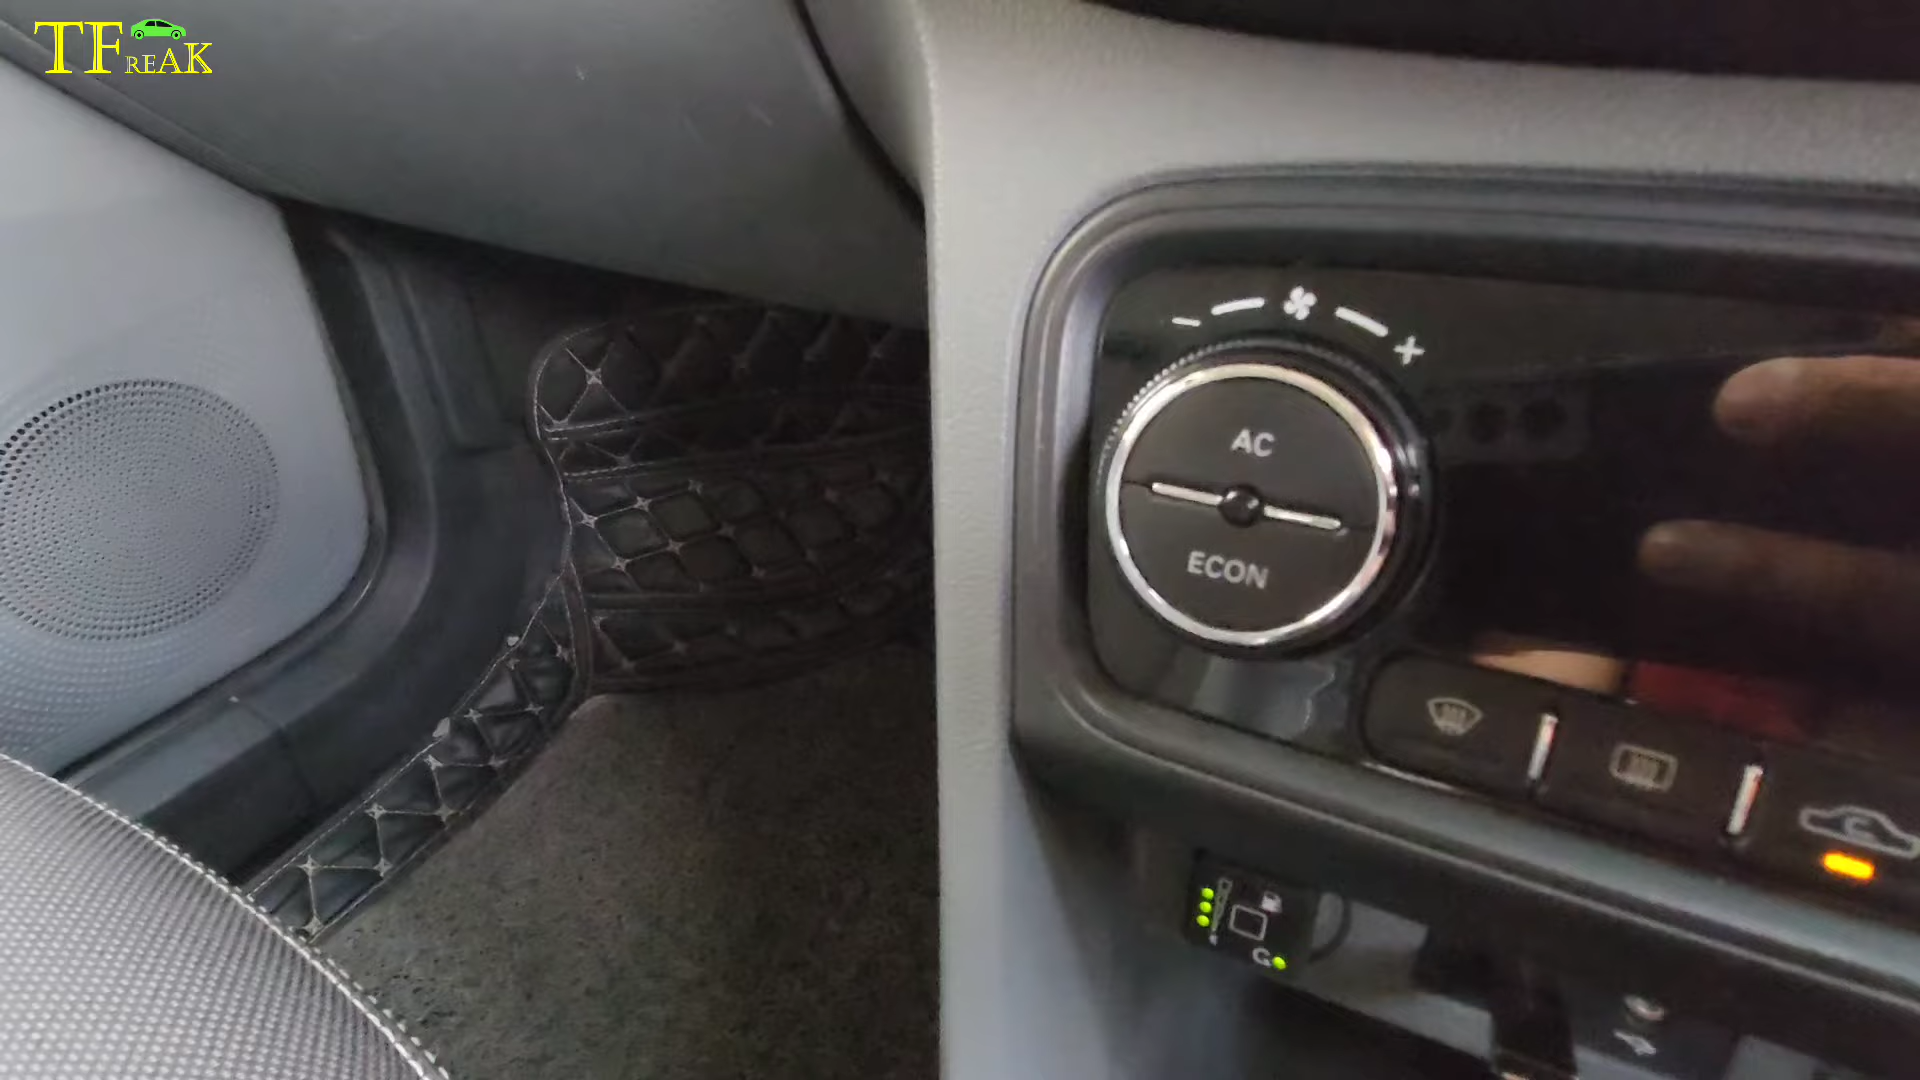 TFREAK
− +
AC
ECON
G